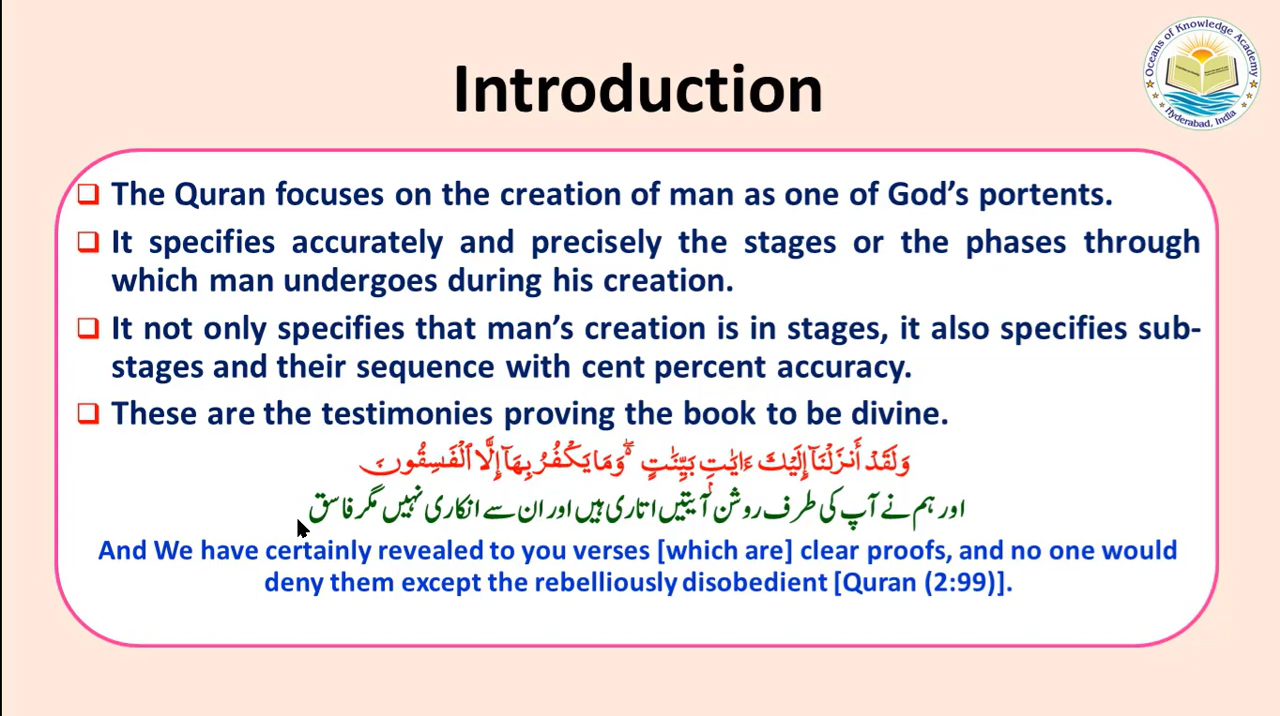 Introduction
Oceans of Knowledge Academy
Hyderabad, India
The Quran focuses on the creation of man as one of God's portents.
It specifies accurately and precisely the stages or the phases through
which man undergoes during his creation.
It not only specifies that man's creation is in stages, it also specifies sub-
stages and their sequence with cent percent accuracy.
These are the testimonies proving the book to be divine.
وَلَقَدْ أَنزَلْنَآ إِلَيْكَ ءَايَٰتٍۭ بَيِّنَٰتٍ ۖ وَمَا يَكْفُرُ بِهَآ إِلَّا ٱلْفَٰسِقُونَ
اور ہم نے آپ کی طرف روشن آیتیں اتاری ہیں اور ان سے انکاری نہیں مگر فاسق
And We have certainly revealed to you verses [which are] clear proofs, and no one would
deny them except the rebelliously disobedient [Quran (2:99)].